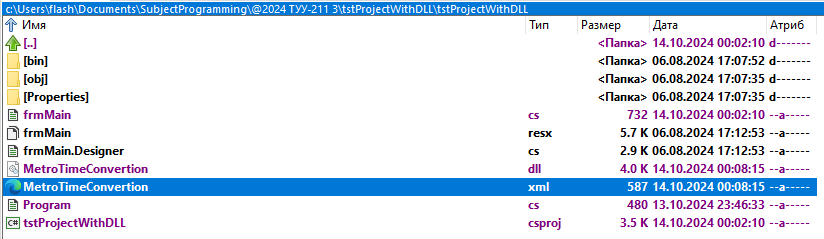 c:\Users\flash\Documents\SubjectProgramming\@2024 ТУУ-211 3\tstProjectWithDLL\tstProjectWithDLL
Имя Тип Размер Дата Атриб
[..] <Папка> 14.10.2024 00:02:10 d-------
[bin] <Папка> 06.08.2024 17:07:52 d-------
[obj] <Папка> 06.08.2024 17:07:35 d-------
[Properties] <Папка> 06.08.2024 17:07:35 d-------
frmMain cs 732 14.10.2024 00:02:10 --a-----
frmMain resx 5.7 K 06.08.2024 17:12:53 --a-----
frmMain.Designer cs 2.9 K 06.08.2024 17:12:53 --a-----
MetroTimeConvertion dll 4.0 K 14.10.2024 00:08:15 --a-----
MetroTimeConvertion xml 587 14.10.2024 00:08:15 --a-----
Program cs 480 13.10.2024 23:46:33 --a-----
C# tstProjectWithDLL csproj 3.5 K 14.10.2024 00:02:10 --a-----